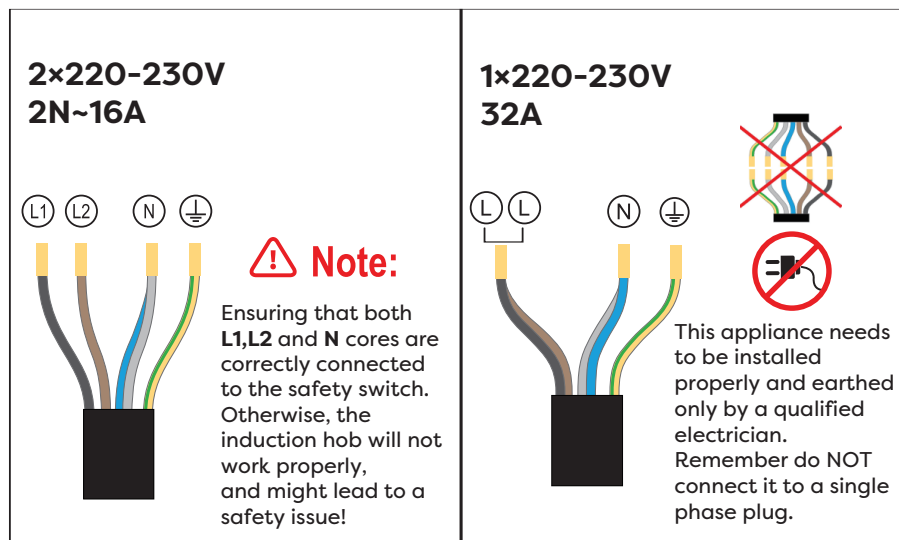 2×220-230V
2N~16A
L1 L2 N
Note:
Ensuring that both
L1,L2 and N cores are
correctly connected
to the safety switch.
Otherwise, the
induction hob will not
work properly,
and might lead to a
safety issue!
1×220-230V
32A
L L N
This appliance needs
to be installed
properly and earthed
only by a qualified
electrician.
Remember do NOT
connect it to a single
phase plug.